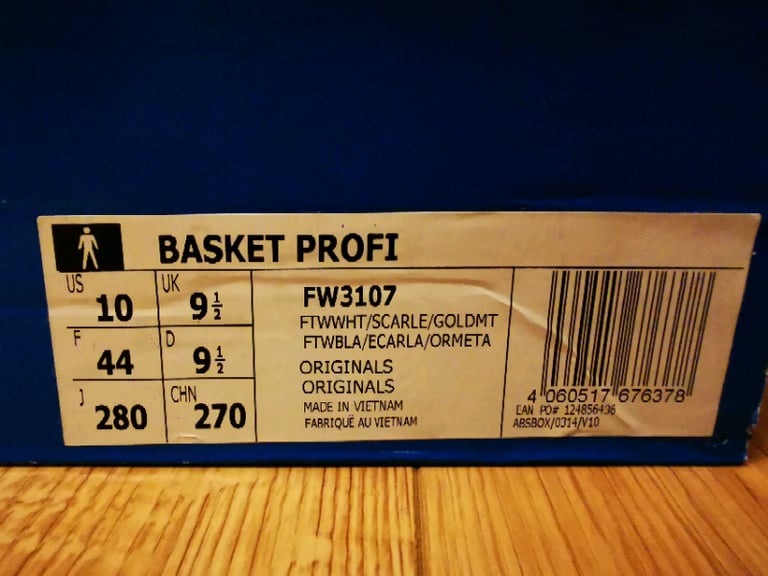 BASKET PROFI
US 10 UK 9 1/2
F 44 D 9 1/2
J 280 CHN 270
FW3107
FTWWHT/SCARLE/GOLDMT
FTWBLA/ECARLA/ORMETA
ORIGINALS
ORIGINALS
MADE IN VIETNAM
FABRIQUÉ AU VIETNAM
4 060517 676378
EAN PO# 124856436
ABSBOX/0314/V10